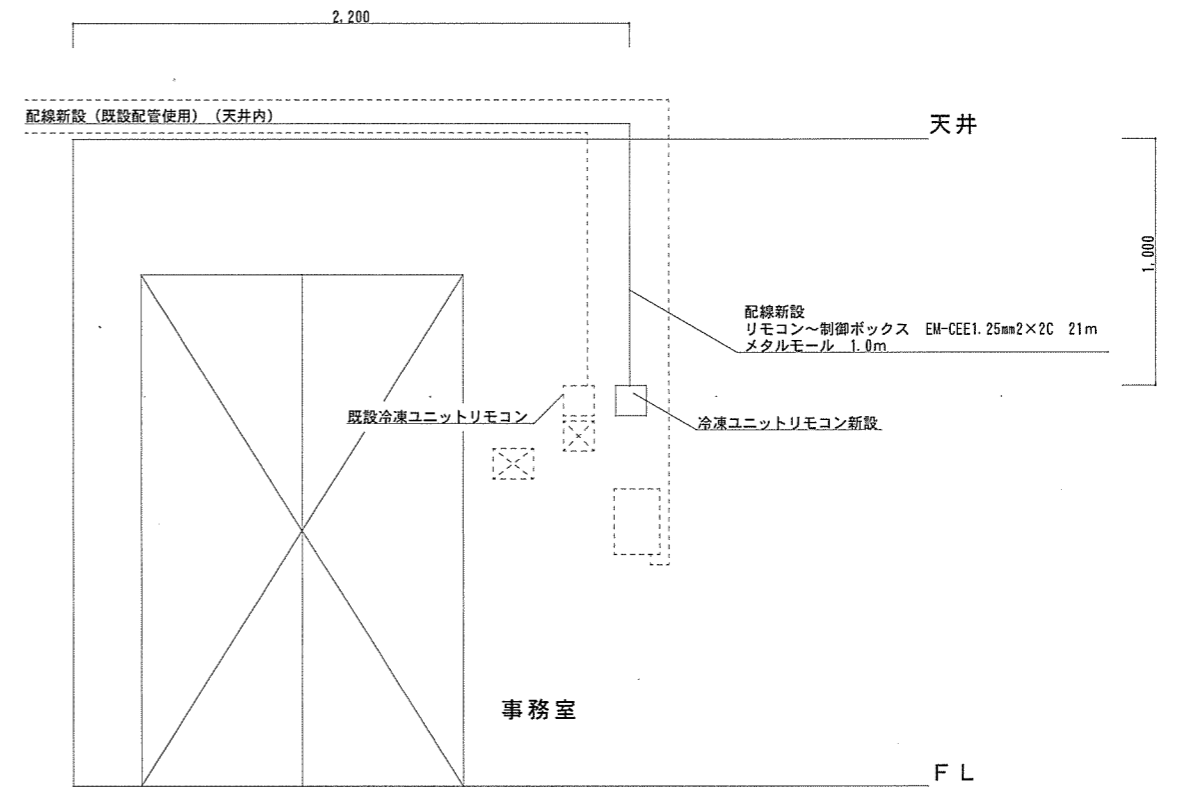 2,200
配線新設（既設配管使用）（天井内）
天井
1,000
配線新設
リモコン～制御ボックス　EM-CEE1.25mm2×2C　21m
メタルモール　1.0m
既設冷凍ユニットリモコン
冷凍ユニットリモコン新設
事務室
ＦＬ